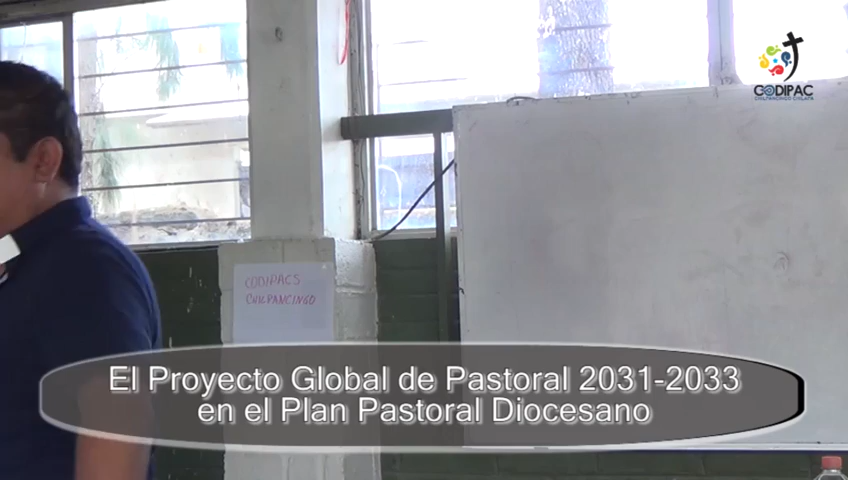 CODIPAC
CHILPANCINGO CHILAPA
CODIPACS
CHILPANCINGO
El Proyecto Global de Pastoral 2031-2033
en el Plan Pastoral Diocesano